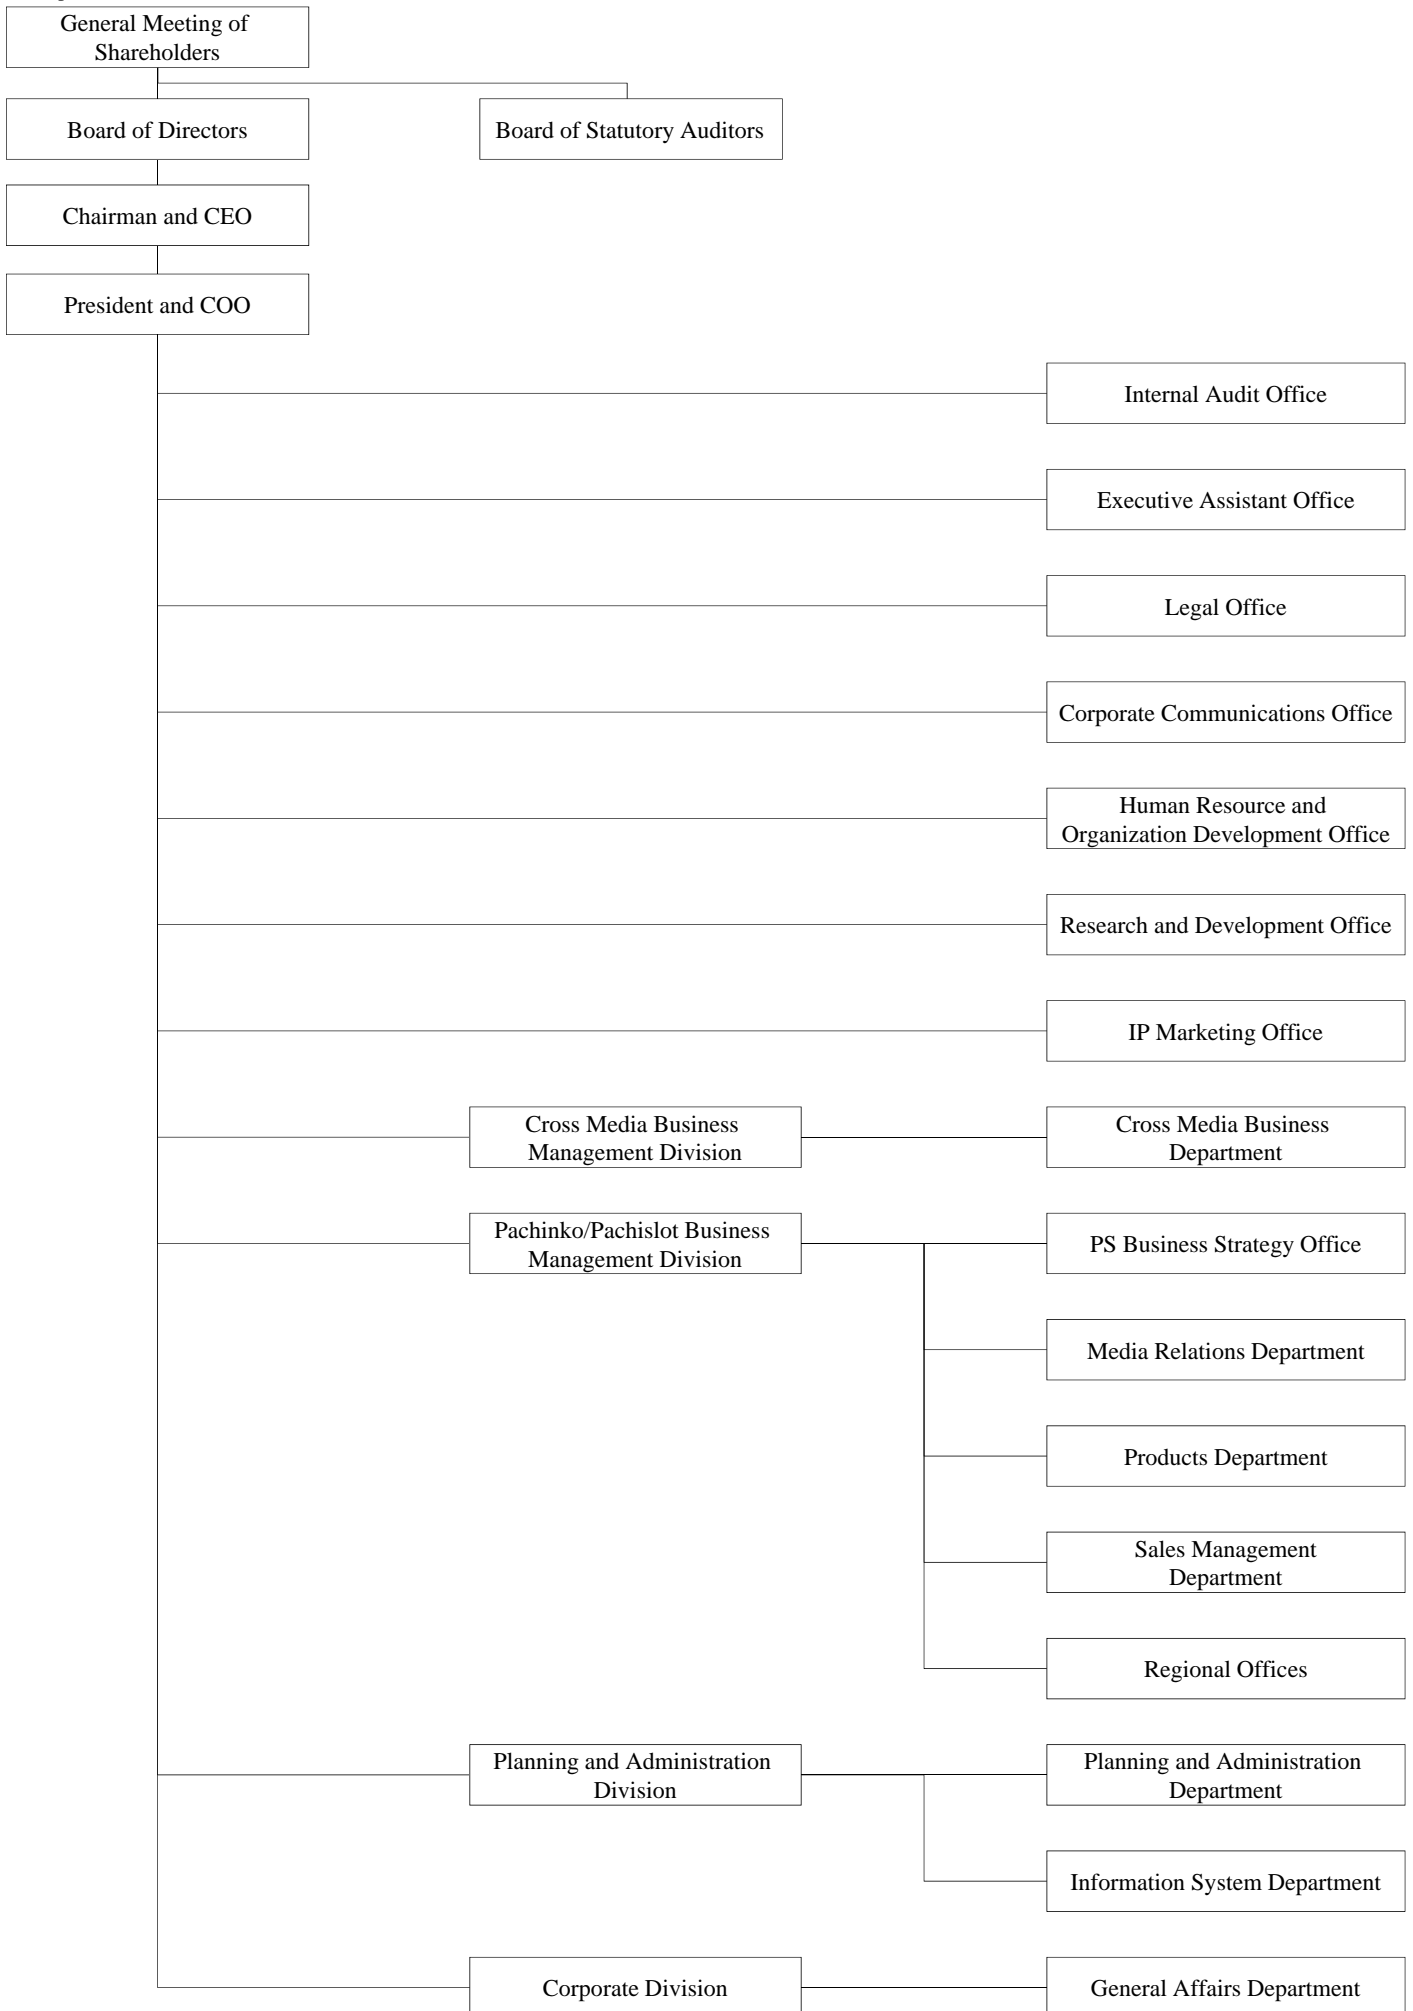 General Meeting of
Shareholders
Board of Directors
Board of Statutory Auditors
Chairman and CEO
President and COO
Internal Audit Office
Executive Assistant Office
Legal Office
Corporate Communications Office
Human Resource and
Organization Development Office
Research and Development Office
IP Marketing Office
Cross Media Business
Management Division
Cross Media Business
Department
Pachinko/Pachislot Business
Management Division
PS Business Strategy Office
Media Relations Department
Products Department
Sales Management
Department
Regional Offices
Planning and Administration
Division
Planning and Administration
Department
Information System Department
Corporate Division
General Affairs Department